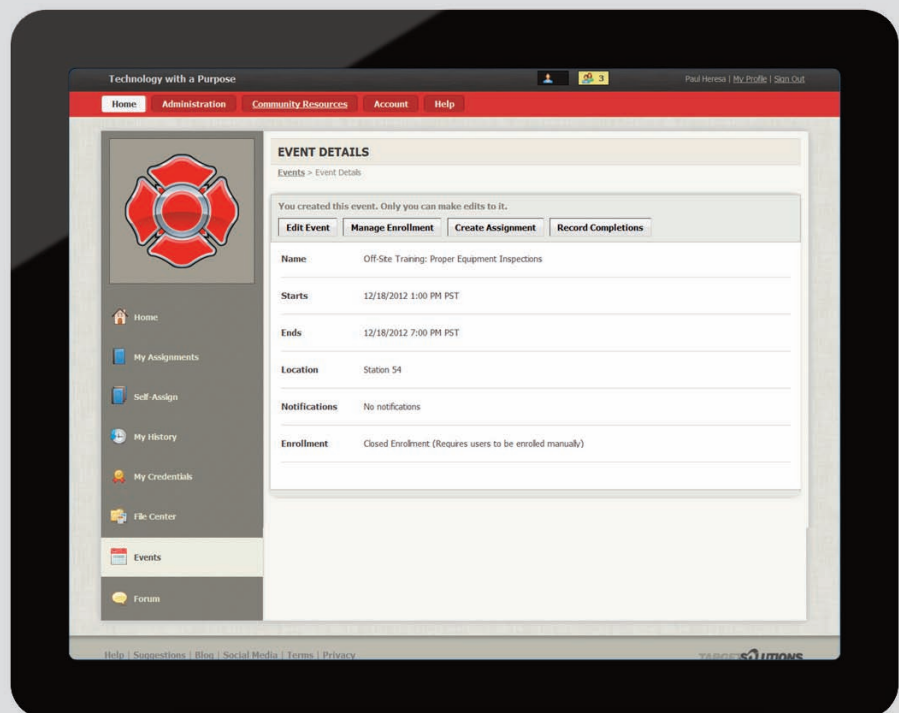 Technology with a Purpose
3
Paul Heresa | My Profile | Sign Out
Home Administration Community Resources Account Help
EVENT DETAILS
Events > Event Details
You created this event. Only you can make edits to it.
Edit Event Manage Enrollment Create Assignment Record Completions
Name Off-Site Training: Proper Equipment Inspections
Starts 12/18/2012 1:00 PM PST
Ends 12/18/2012 7:00 PM PST
Location Station 54
Notifications No notifications
Enrollment Closed Enrollment (Requires users to be enrolled manually)
Home
My Assignments
Self-Assign
My History
My Credentials
File Center
Events
Forum
Help | Suggestions | Blog | Social Media | Terms | Privacy
TARGETSOLUTIONS